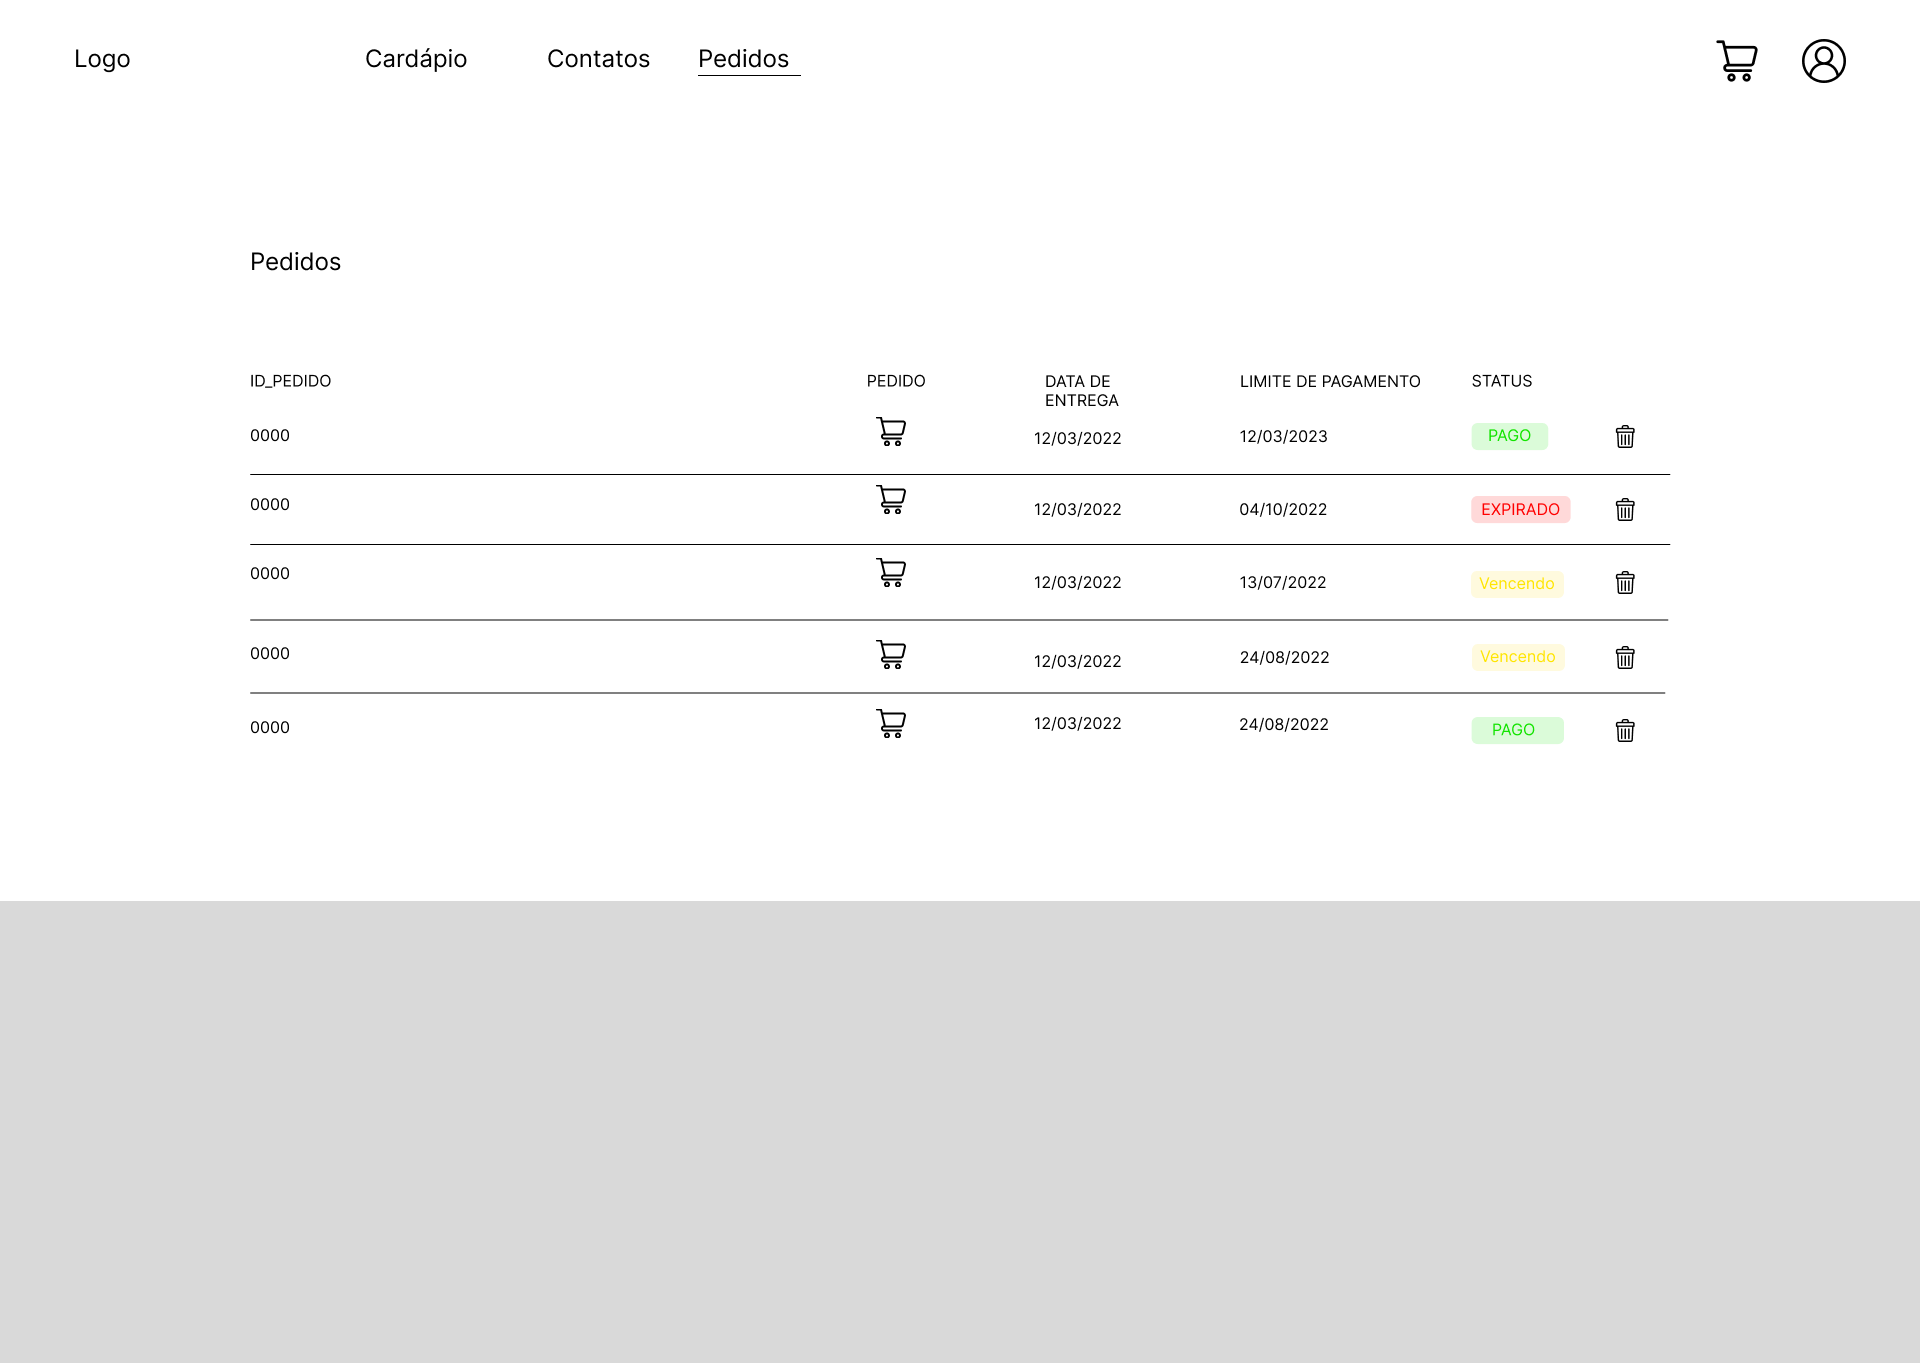 Logo
Cardápio
Contatos
Pedidos
Pedidos
ID_PEDIDO
PEDIDO
DATA DE
ENTREGA
LIMITE DE PAGAMENTO
STATUS
0000
12/03/2022
12/03/2023
PAGO
0000
12/03/2022
04/10/2022
EXPIRADO
0000
12/03/2022
13/07/2022
Vencendo
0000
12/03/2022
24/08/2022
Vencendo
0000
12/03/2022
24/08/2022
PAGO